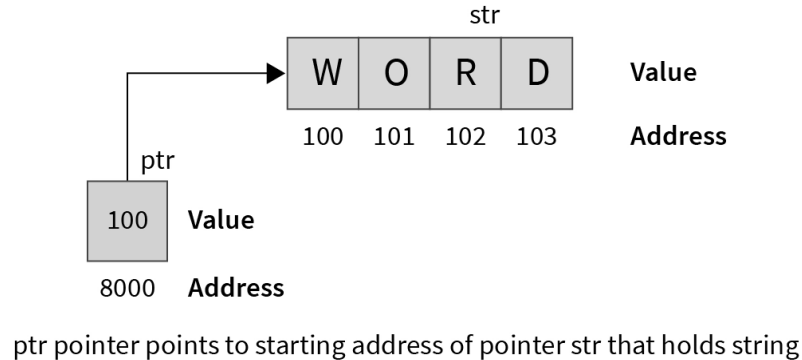 str
W O R D Value
100 101 102 103 Address
ptr
100 Value
8000 Address
ptr pointer points to starting address of pointer str that holds string